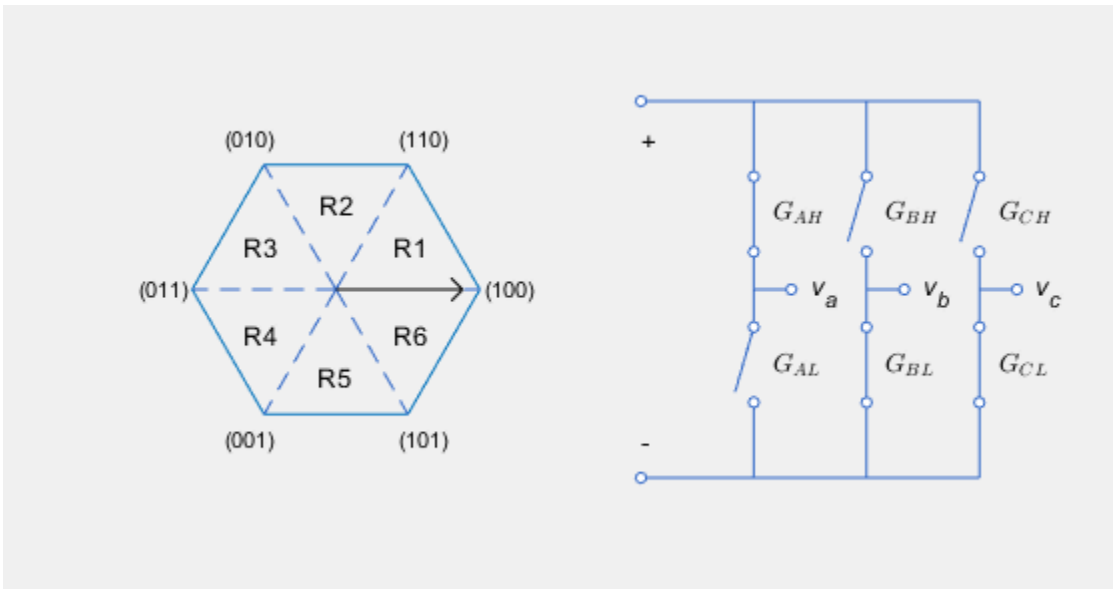 (010) (110)
R2
R3 R1
(011) (100)
R4 R6
R5
(001) (101)
+
G_AH G_BH G_CH
v_a v_b v_c
G_AL G_BL G_CL
-